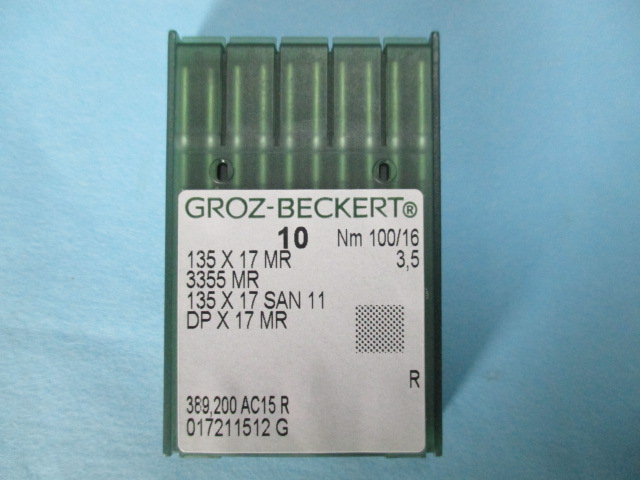 GROZ-BECKERT®
10 Nm 100/16
135 X 17 MR 3,5
3355 MR
135 X 17 SAN 11
DP X 17 MR
R
389,200 AC15 R
017211512 G